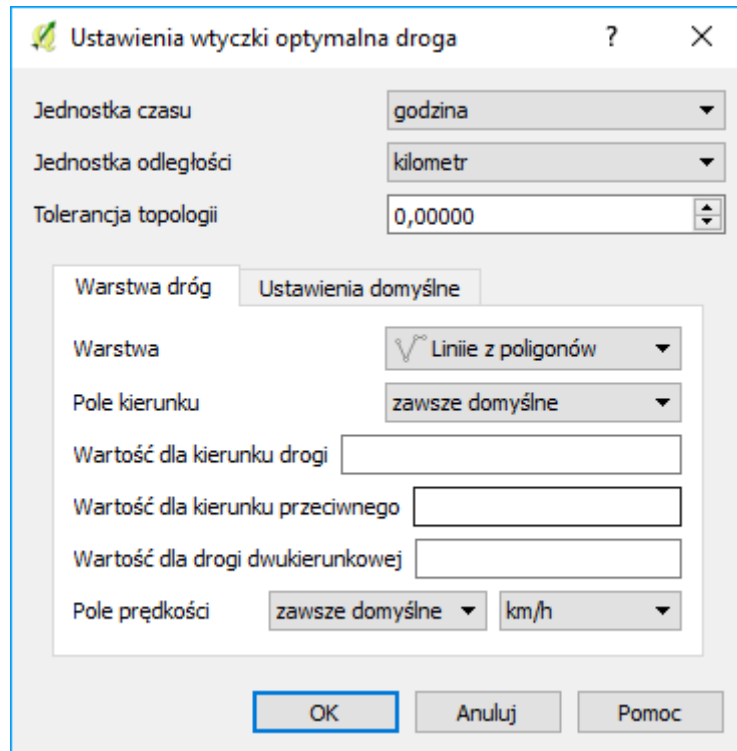 Ustawienia wtyczki optymalna droga ? X
Jednostka czasu godzina
Jednostka odległości kilometr
Tolerancja topologii 0,00000
Warstwa dróg Ustawienia domyślne
Warstwa Liniie z poligonów
Pole kierunku zawsze domyślne
Wartość dla kierunku drogi
Wartość dla kierunku przeciwnego
Wartość dla drogi dwukierunkowej
Pole prędkości zawsze domyślne km/h
OK Anuluj Pomoc